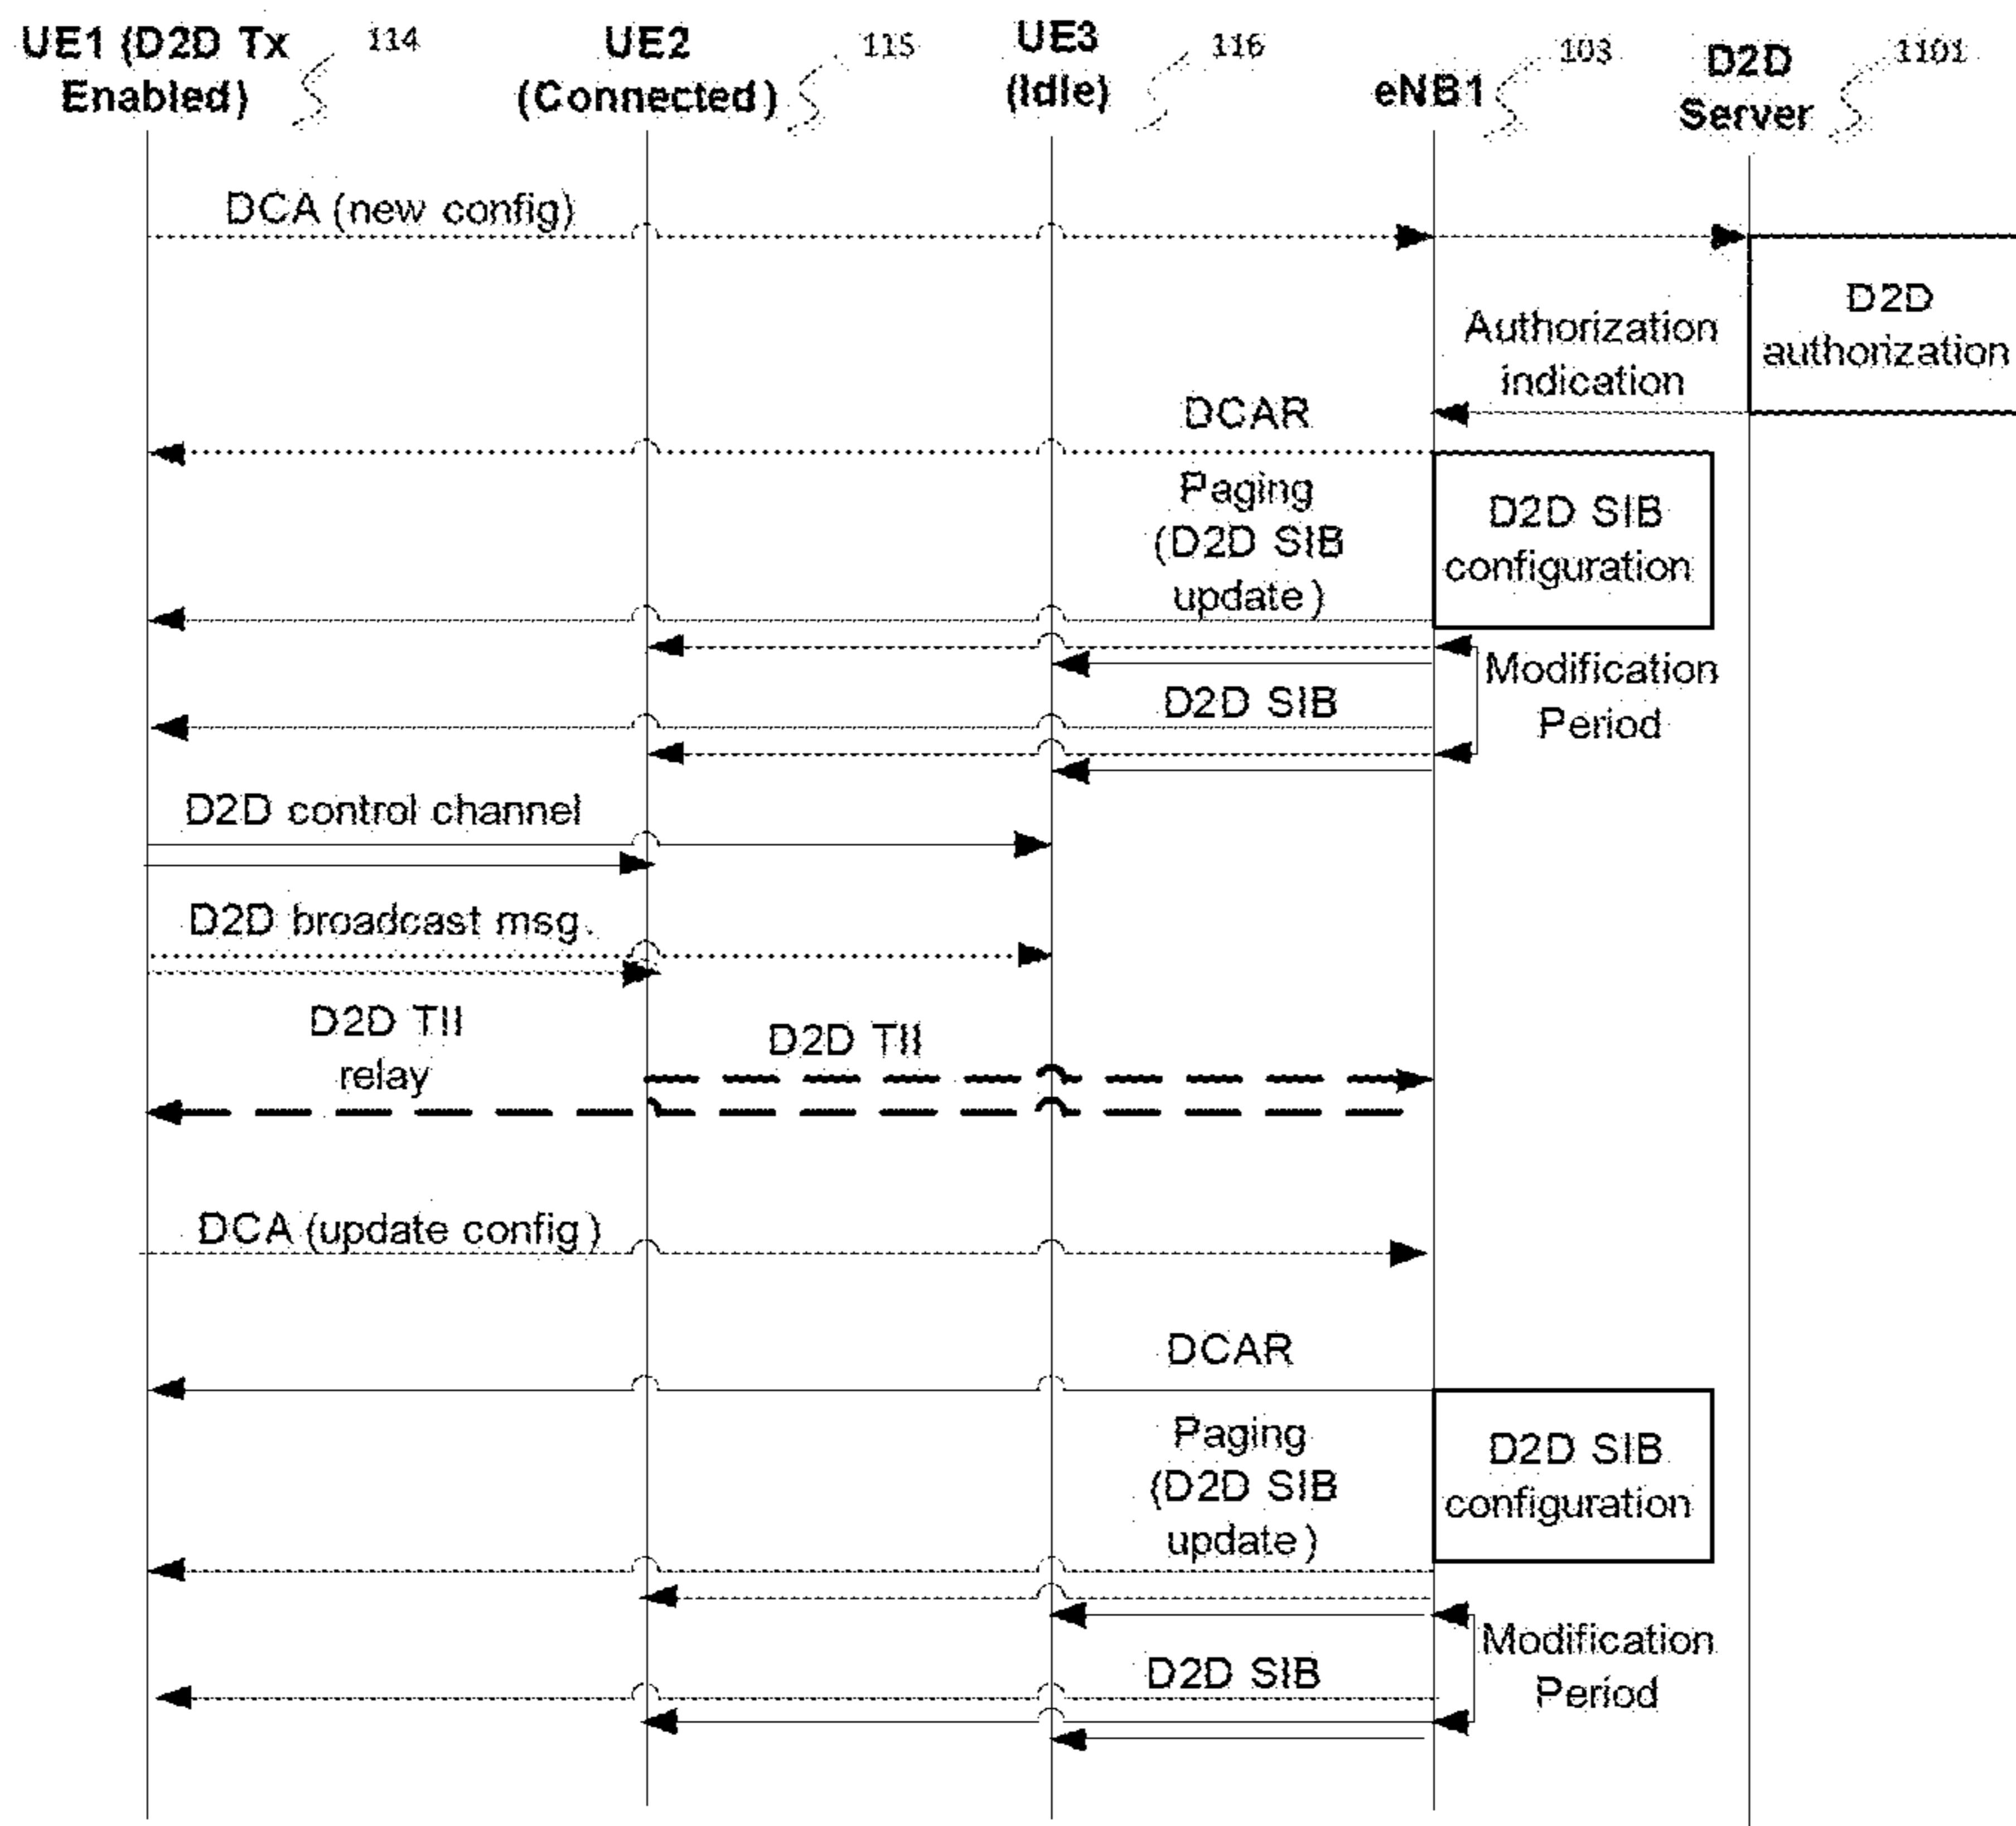 UE1 (D2D Tx Enabled)
114
UE2 (Connected)
115
UE3 (Idle)
116
eNB1
103
D2D Server
1101
DCA (new config)
D2D authorization
Authorization indication
DCAR
Paging (D2D SIB update)
D2D SIB configuration
Modification Period
D2D SIB
D2D control channel
D2D broadcast msg.
D2D TII relay
D2D TII
DCA (update config)
DCAR
Paging (D2D SIB update)
D2D SIB configuration
Modification Period
D2D SIB